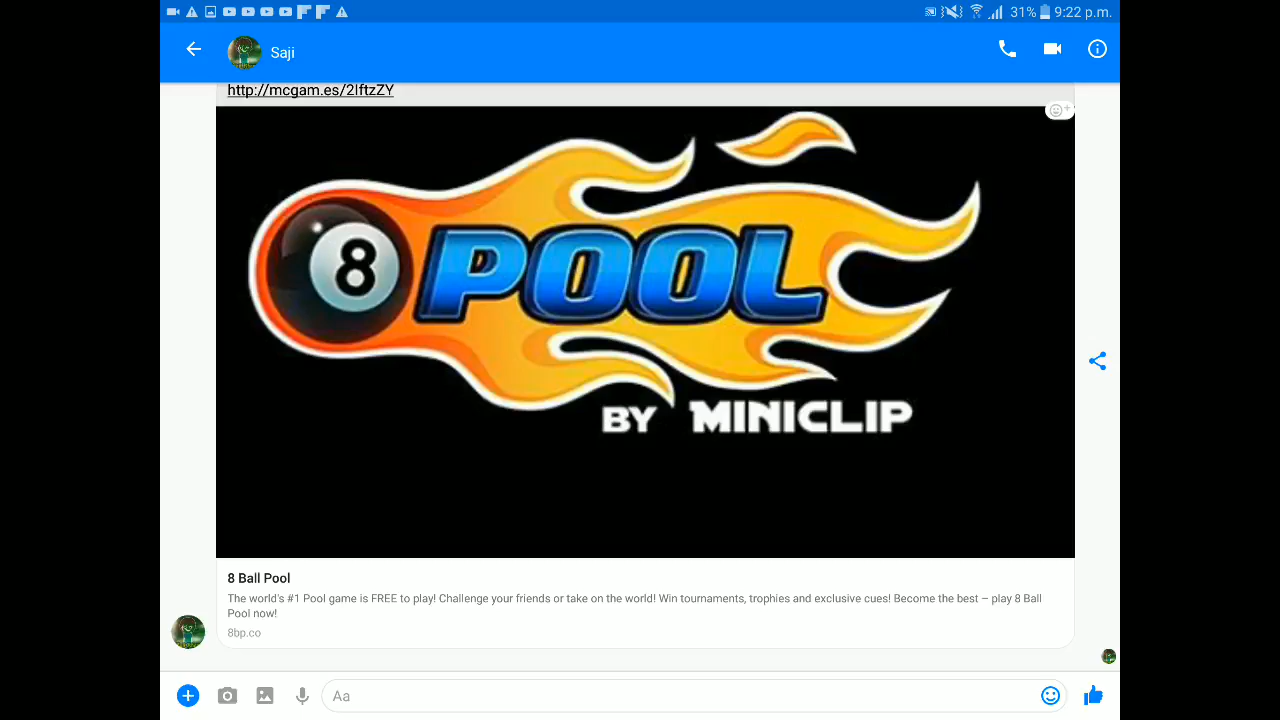 31% 9:22 p.m.
Saji
http://mcgam.es/2IftzZY
8 POOL
BY MINICLIP
8 Ball Pool
The world's #1 Pool game is FREE to play! Challenge your friends or take on the world! Win tournaments, trophies and exclusive cues! Become the best – play 8 Ball
Pool now!
8bp.co
Aa